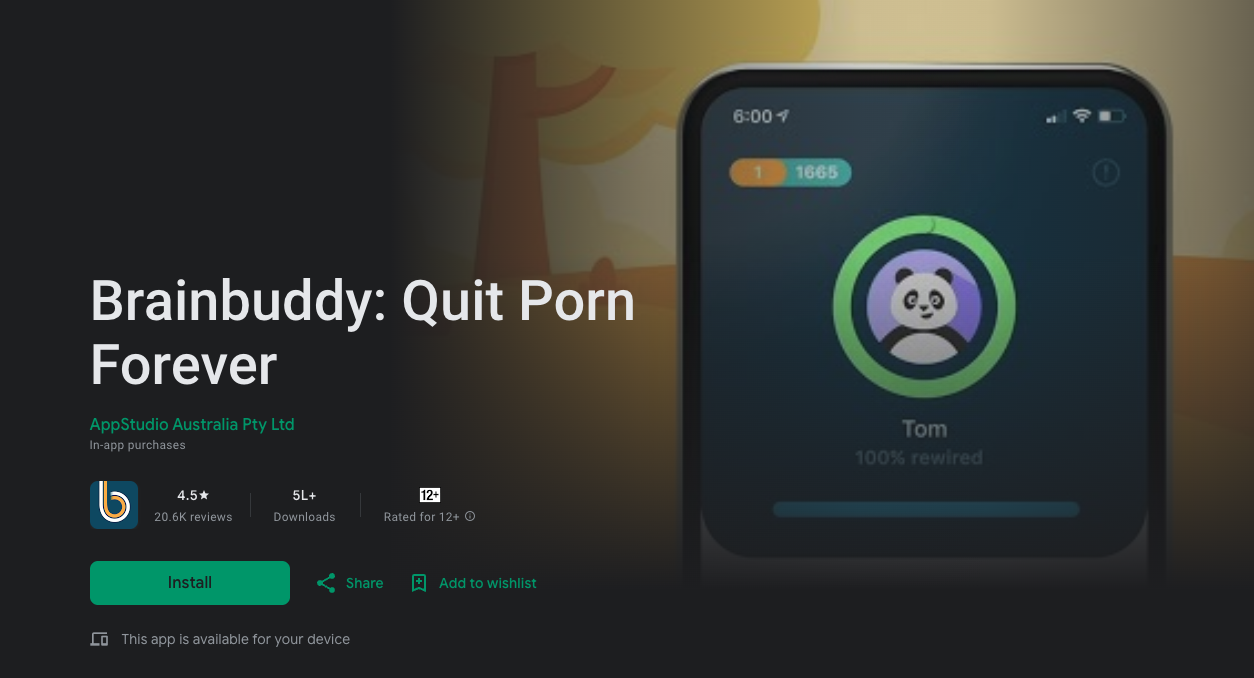 6:00
1 1665
Brainbuddy: Quit Porn
Forever
Tom
100% rewired
AppStudio Australia Pty Ltd
In-app purchases
4.5★ 5L+ 12+
20.6K reviews Downloads Rated for 12+
Install Share Add to wishlist
This app is available for your device